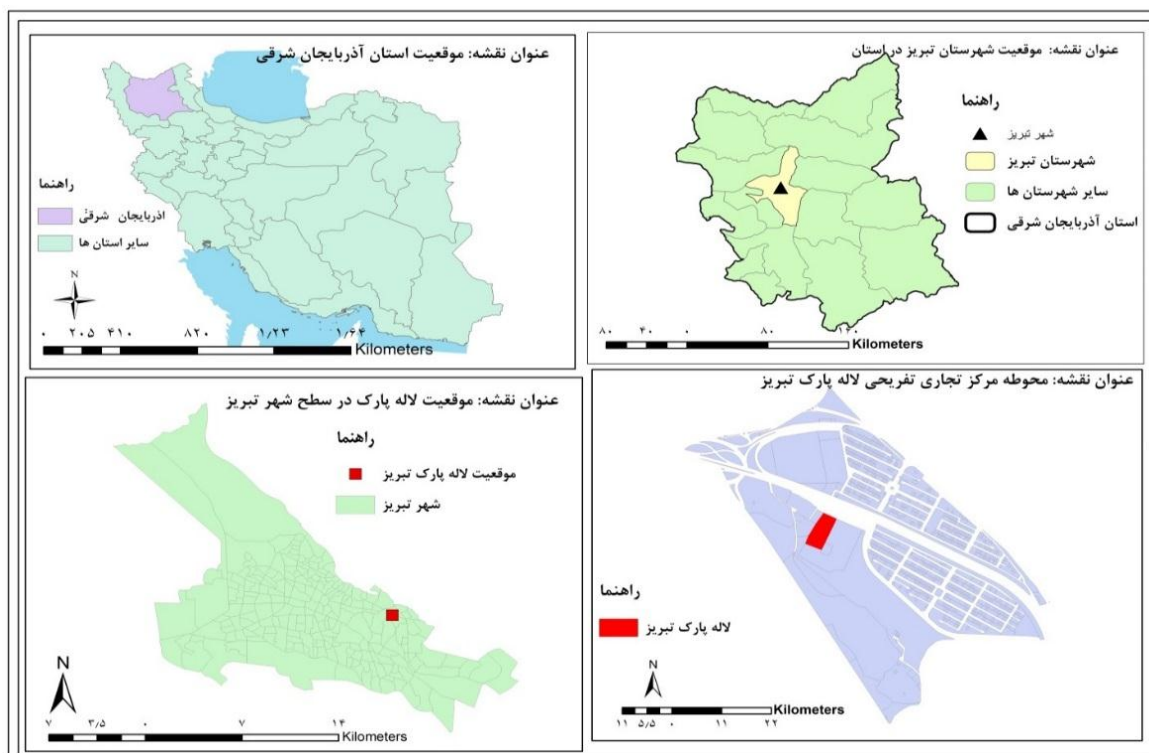 عنوان نقشه: موقعیت استان آذربایجان شرقی
راهنما
اذربایجان شرقی
سایر استان ها
N
۰ ۲۰۵ ۴۱۰ ۸۲۰ ۱٫۲۳ ۱٫۶۴
Kilometers
عنوان نقشه: موقعیت شهرستان تبریز در استان
راهنما
شهر تبریز
شهرستان تبریز
سایر شهرستان ها
استان آذربایجان شرقی
۸۰ ۴۰ ۰ ۸۰
Kilometers
عنوان نقشه: موقعیت لاله پارک در سطح شهر تبریز
راهنما
موقعیت لاله پارک تبریز
شهر تبریز
N
۷ ۳٫۵ ۰ ۷ ۱۴
Kilometers
عنوان نقشه: محوطه مرکز تجاری تفریحی لاله پارک تبریز
راهنما
لاله پارک تبریز
N
۱۱ ۵٫۵ ۰ ۱۱ ۲۲
Kilometers